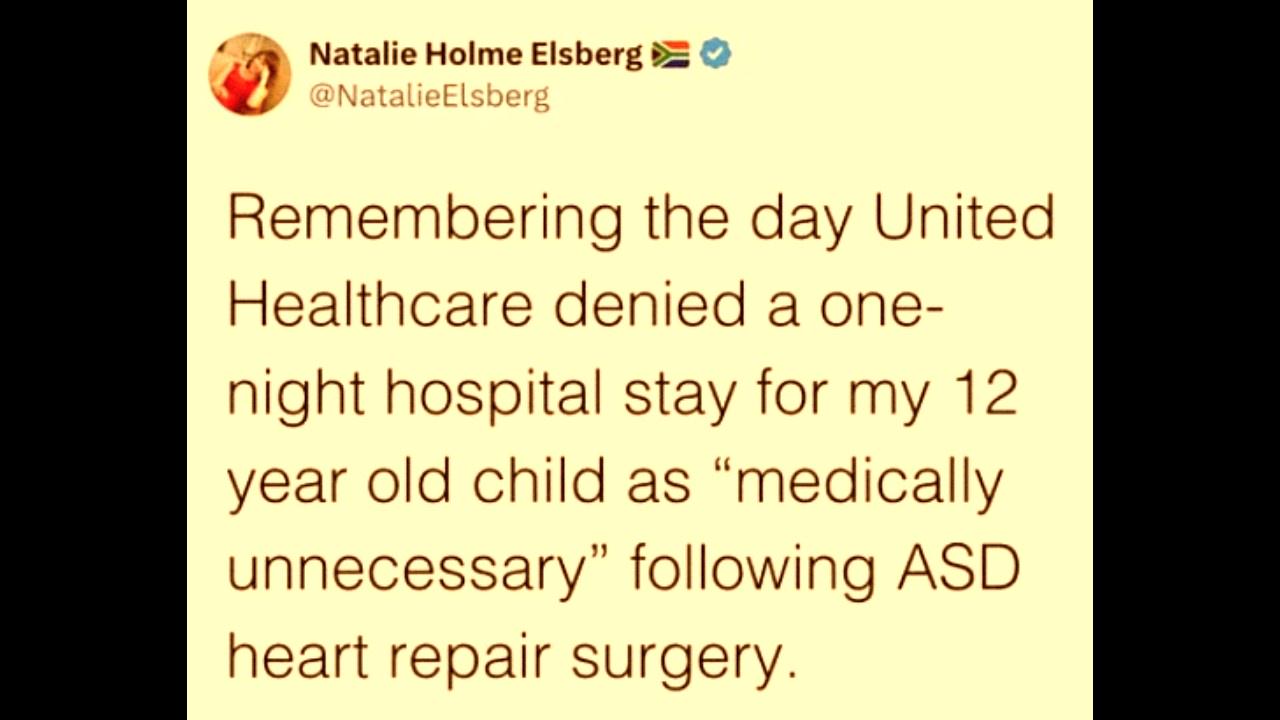 Natalie Holme Elsberg 🇿🇦
@NatalieElsberg
Remembering the day United
Healthcare denied a one-
night hospital stay for my 12
year old child as “medically
unnecessary” following ASD
heart repair surgery.